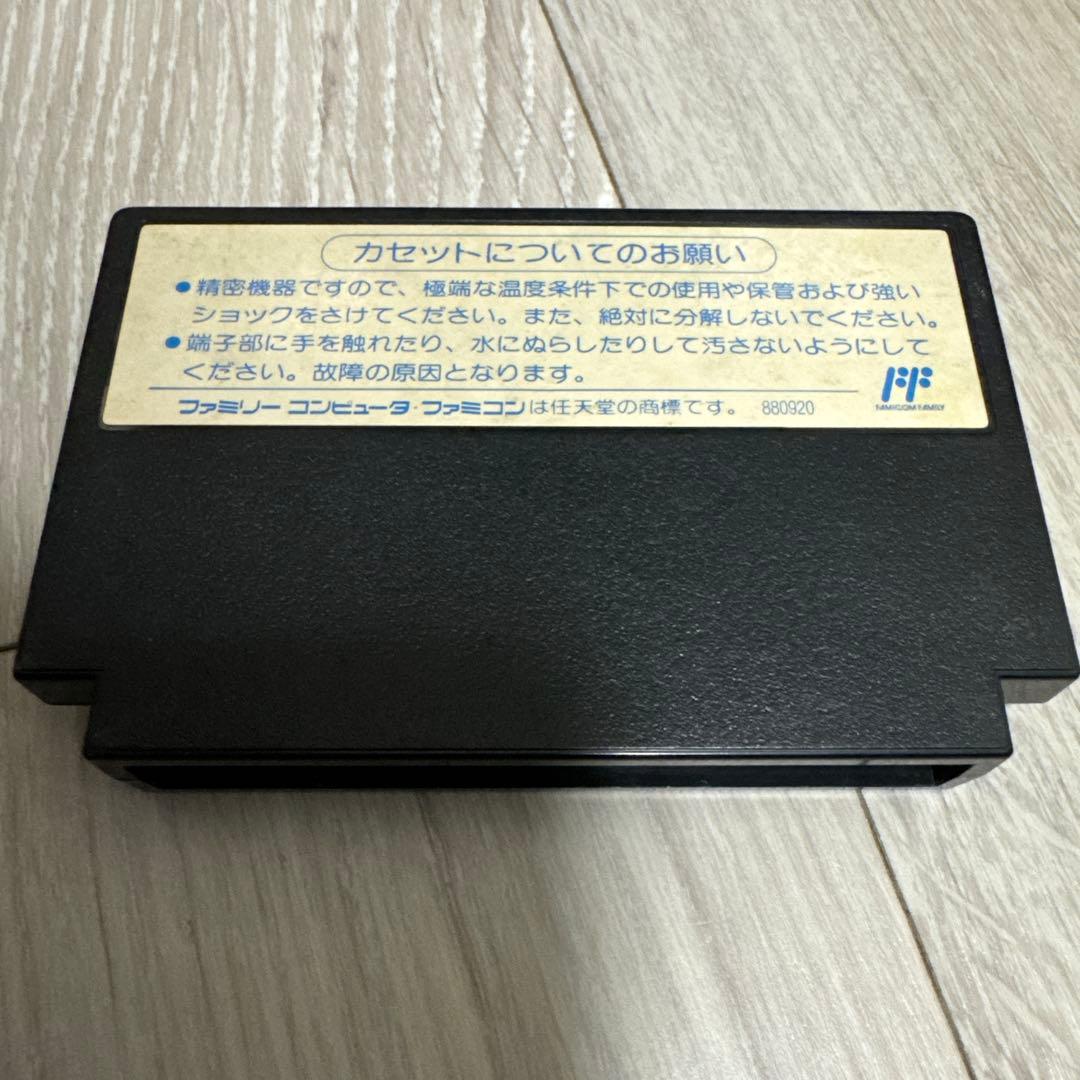 カセットについてのお願い
●精密機器ですので、極端な温度条件下での使用や保管および強い
ショックをさけてください。また、絶対に分解しないでください。
●端子部に手を触れたり、水にぬらしたりして汚さないようにして
ください。故障の原因となります。
FAMICOM FAMILY
ファミリー コンピュータ・ファミコンは任天堂の商標です。 880920